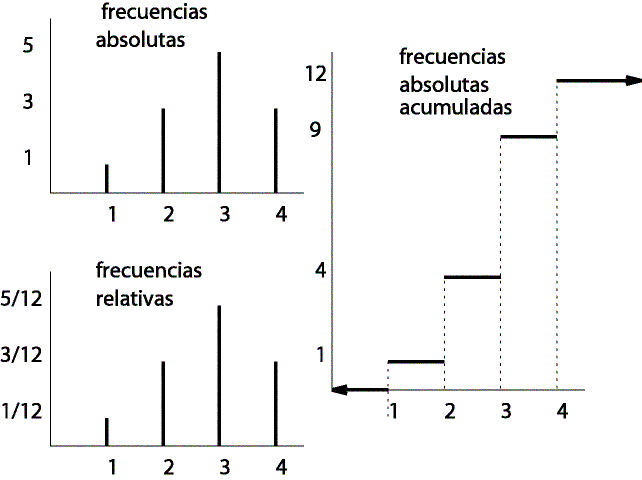 frecuencias
absolutas
5
3
1
1 2 3 4
frecuencias
relativas
5/12
3/12
1/12
1 2 3 4
frecuencias
absolutas
acumuladas
12
9
4
1
1 2 3 4